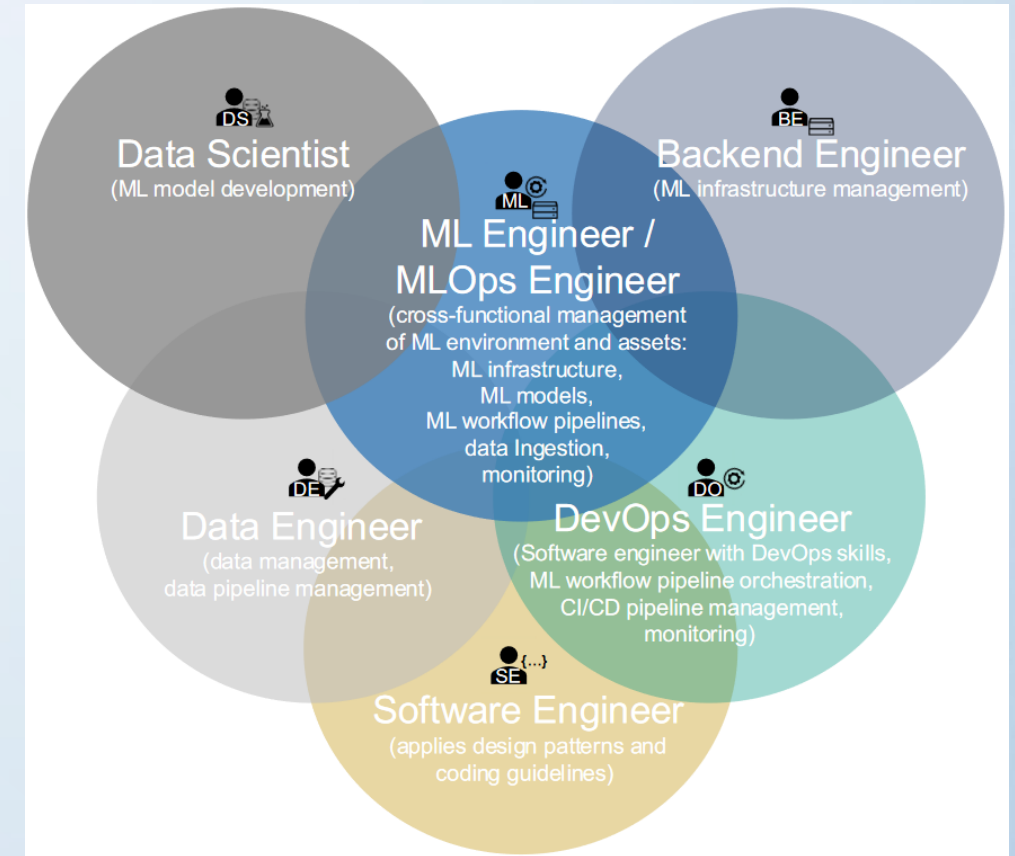 DS
Data Scientist
(ML model development)
BE
Backend Engineer
(ML infrastructure management)
ML
ML Engineer /
MLOps Engineer
(cross-functional management
of ML environment and assets:
ML infrastructure,
ML models,
ML workflow pipelines,
data Ingestion,
monitoring)
DE
Data Engineer
(data management,
data pipeline management)
DO
DevOps Engineer
(Software engineer with DevOps skills,
ML workflow pipeline orchestration,
CI/CD pipeline management,
monitoring)
SE {...}
Software Engineer
(applies design patterns and
coding guidelines)